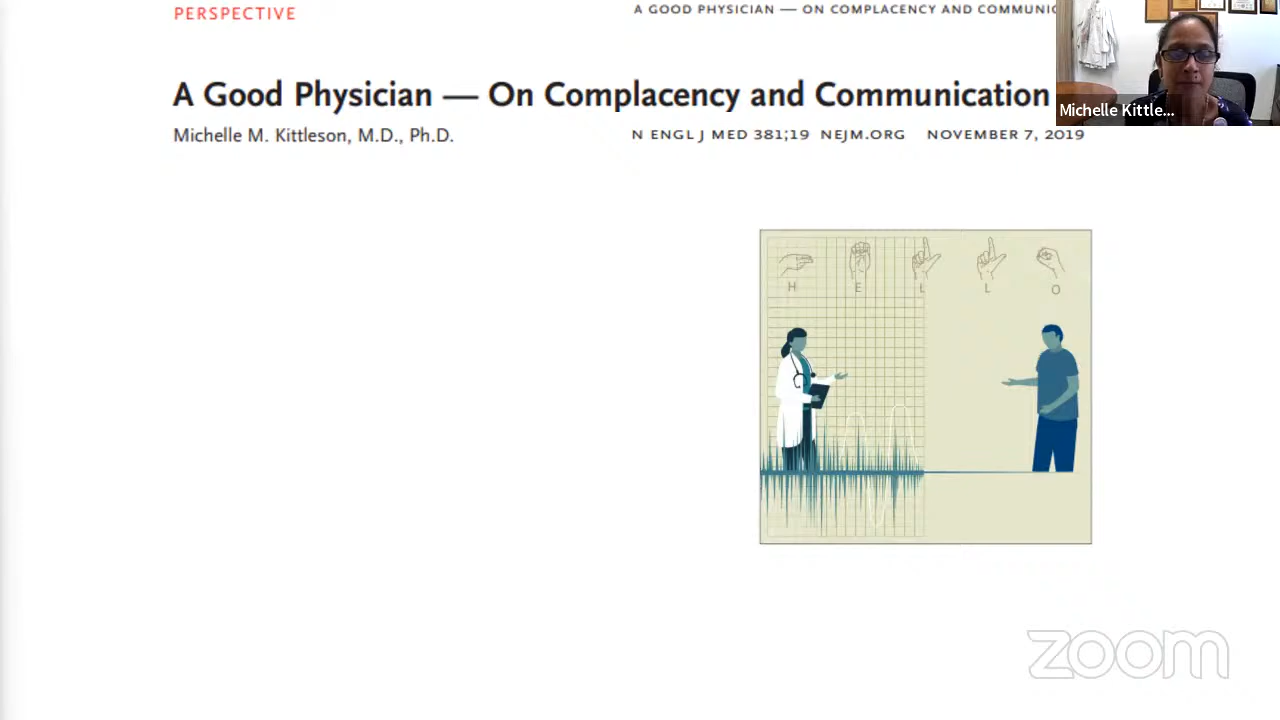 PERSPECTIVE
A GOOD PHYSICIAN — ON COMPLACENCY AND COMMUNIC
A Good Physician — On Complacency and Communication
Michelle M. Kittleson, M.D., Ph.D.
N ENGL J MED 381;19 NEJM.ORG NOVEMBER 7, 2019
Michelle Kittle...
H E L L O
zoom